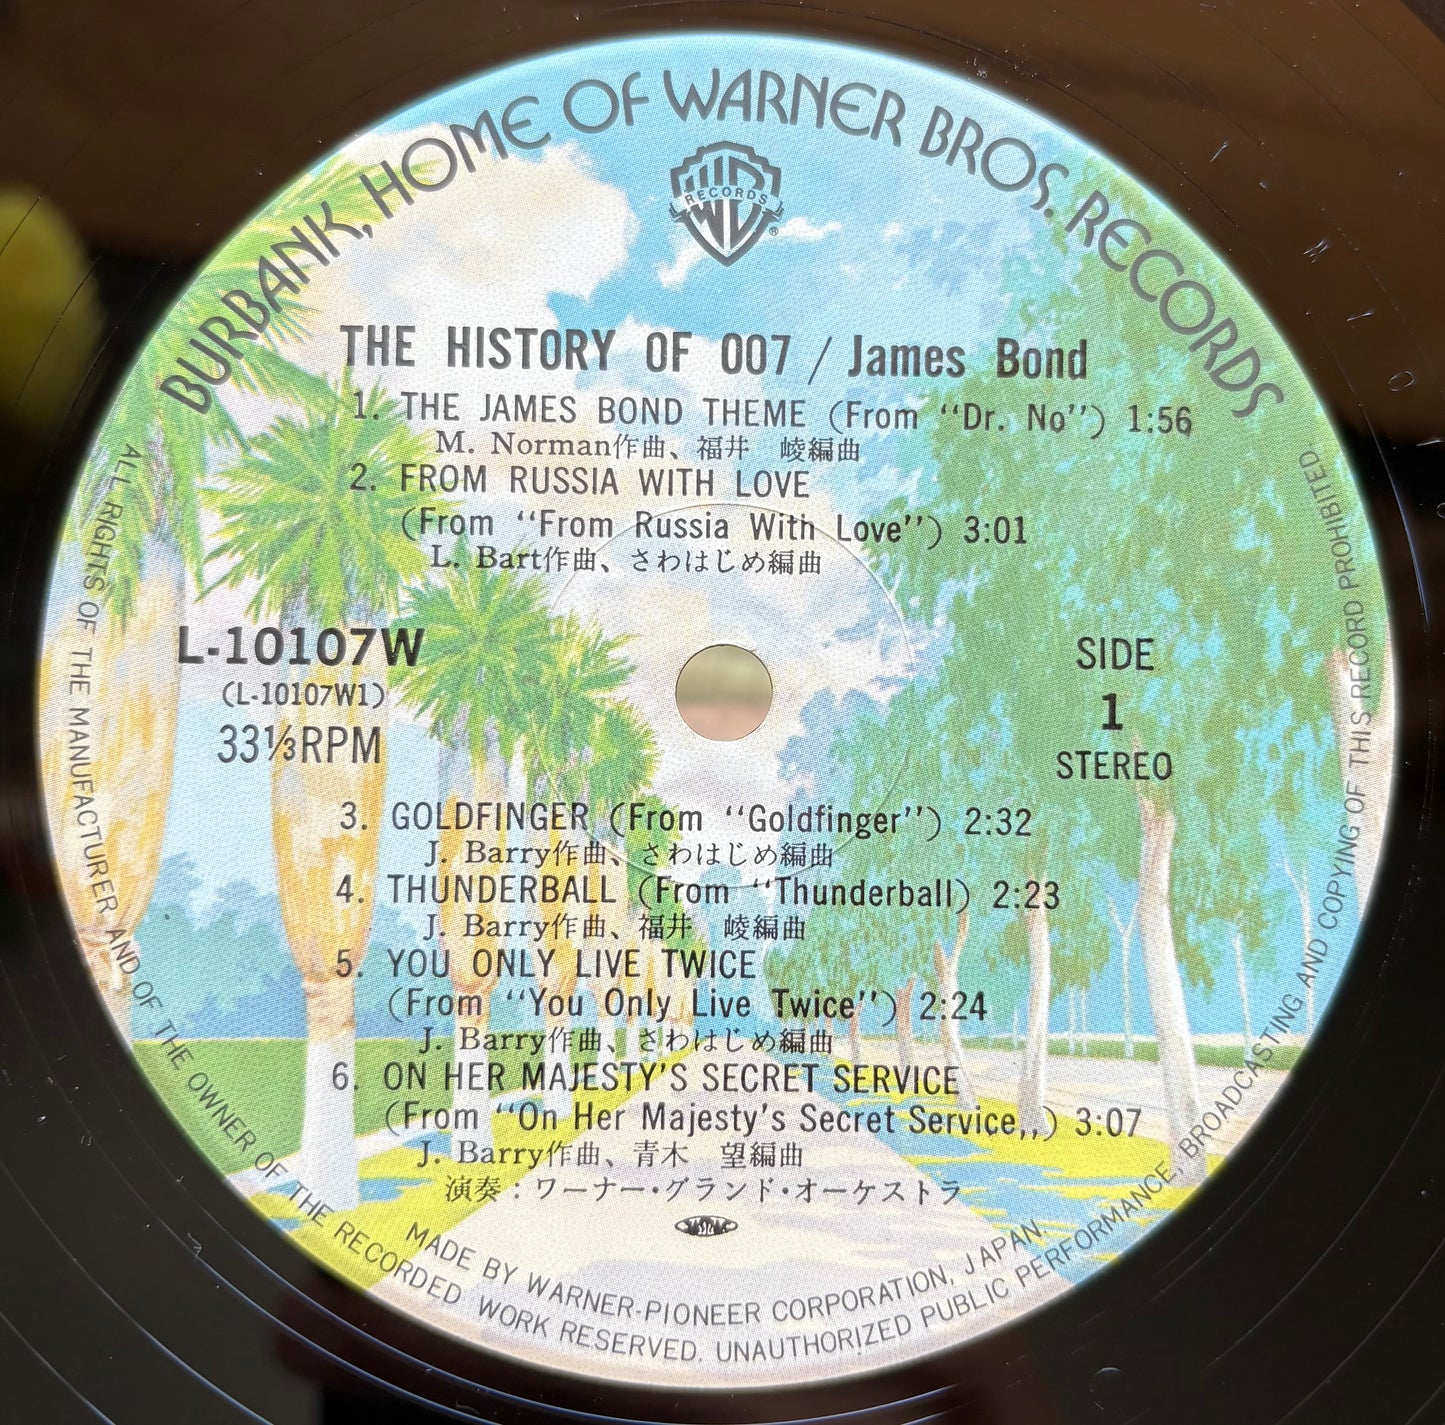 BURBANK, HOME OF WARNER BROS. RECORDS
RECORDS
®
THE HISTORY OF 007 / James Bond
1. THE JAMES BOND THEME (From “Dr. No”) 1:56
M. Norman作曲、福井　崚編曲
2. FROM RUSSIA WITH LOVE
(From “From Russia With Love”) 3:01
L. Bart作曲、さわはじめ編曲
L-10107W
(L-10107W1)
33⅓RPM
SIDE
1
STEREO
3. GOLDFINGER (From “Goldfinger”) 2:32
J. Barry作曲、さわはじめ編曲
4. THUNDERBALL (From “Thunderball) 2:23
J. Barry作曲、福井　崚編曲
5. YOU ONLY LIVE TWICE
(From “You Only Live Twice”) 2:24
J. Barry作曲、さわはじめ編曲
6. ON HER MAJESTY'S SECRET SERVICE
(From “On Her Majesty's Secret Service,,) 3:07
J. Barry作曲、青木　望編曲
演奏：ワーナー・グランド・オーケストラ
MADE BY WARNER-PIONEER CORPORATION, JAPAN.
ALL RIGHTS OF THE MANUFACTURER AND OF THE OWNER OF THE RECORDED WORK RESERVED. UNAUTHORIZED PUBLIC PERFORMANCE, BROADCASTING AND COPYING OF THIS RECORD PROHIBITED.